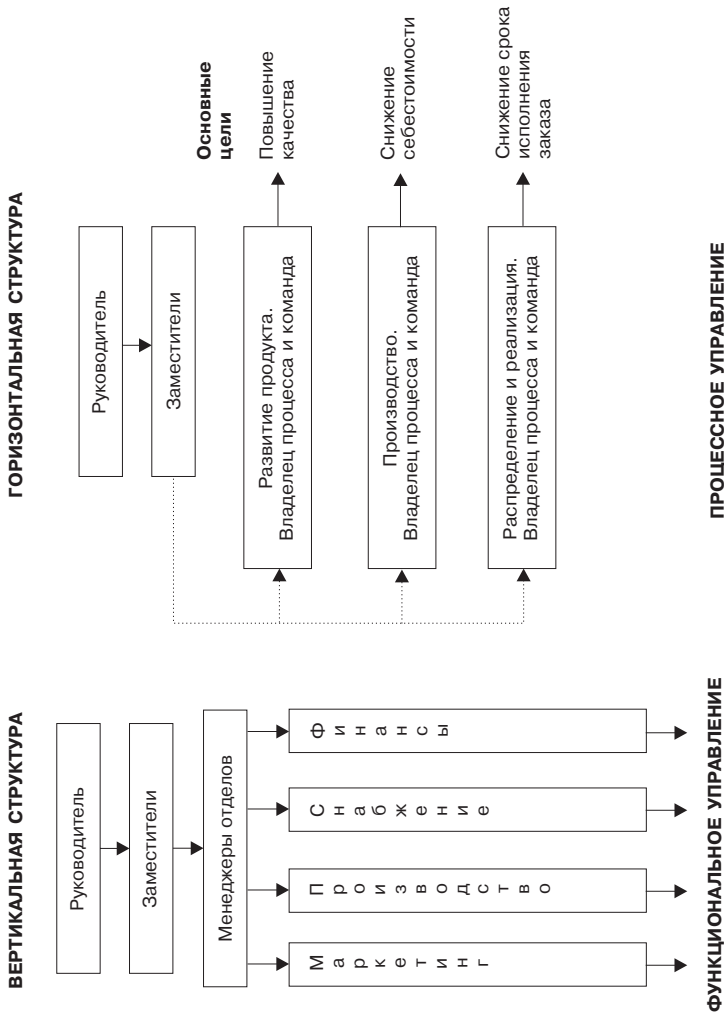 ВЕРТИКАЛЬНАЯ СТРУКТУРА
Руководитель
Заместители
Менеджеры отделов
Маркетинг
Производство
Снабжение
Финансы
ФУНКЦИОНАЛЬНОЕ УПРАВЛЕНИЕ
ГОРИЗОНТАЛЬНАЯ СТРУКТУРА
Руководитель
Заместители
Основные
цели
Развитие продукта.
Владелец процесса и команда
Повышение
качества
Производство.
Владелец процесса и команда
Снижение
себестоимости
Распределение и реализация.
Владелец процесса и команда
Снижение срока
исполнения
заказа
ПРОЦЕССНОЕ УПРАВЛЕНИЕ